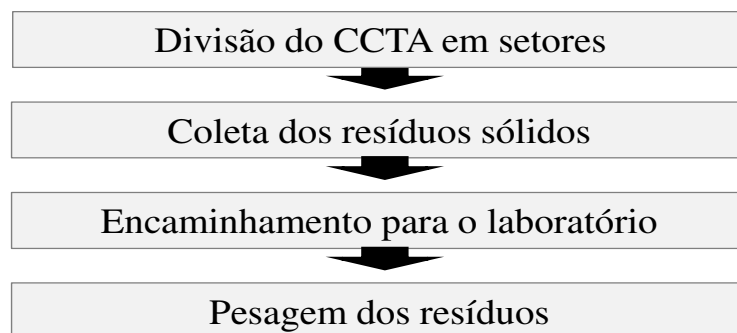 Divisão do CCTA em setores
Coleta dos resíduos sólidos
Encaminhamento para o laboratório
Pesagem dos resíduos